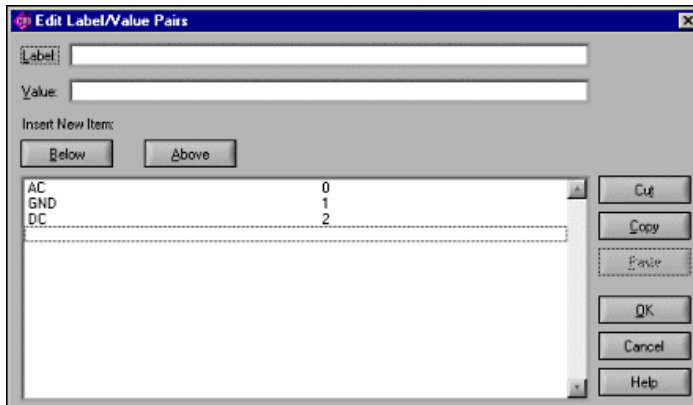 Edit Label/Value Pairs
Label:
Value:
Insert New Item:
Below Above
AC 0
GND 1
DC 2
Cut
Copy
Paste
OK
Cancel
Help